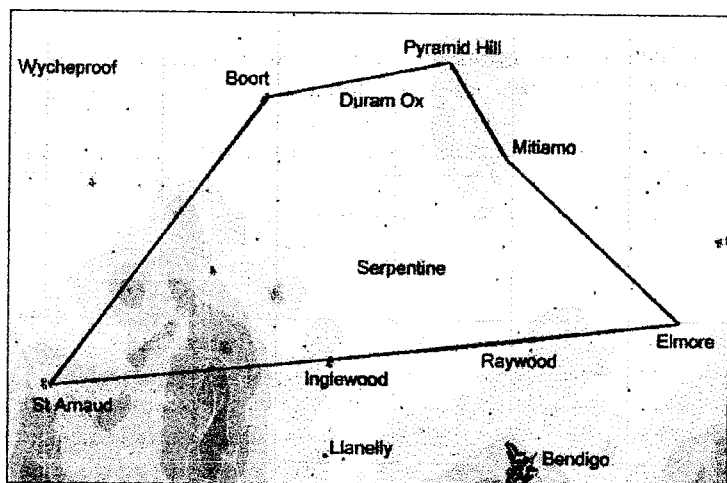 Pyramid Hill
Wycheproof
Boort
Duram Ox
Mitiamo
Serpentine
Elmore
Raywood
Inglewood
St Arnaud
Llanelly
Bendigo